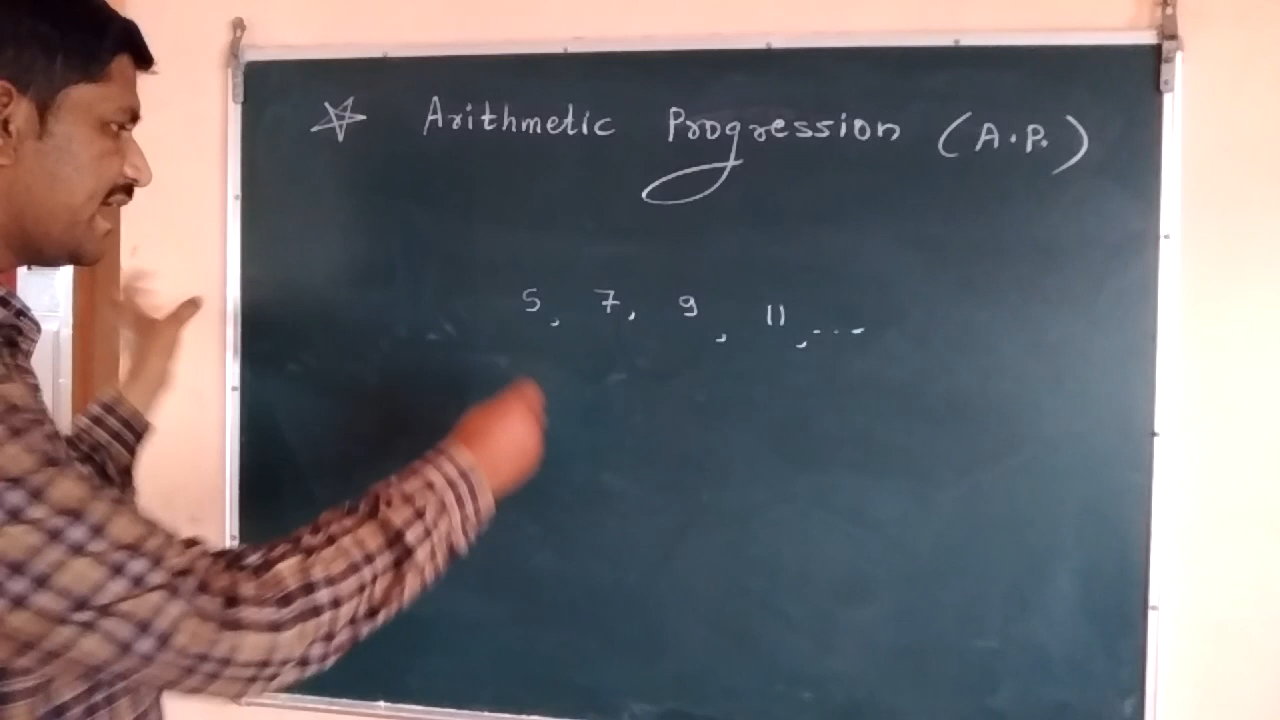 ☆ Arithmetic Progression (A.P.)
5, 7, 9, 11, ....